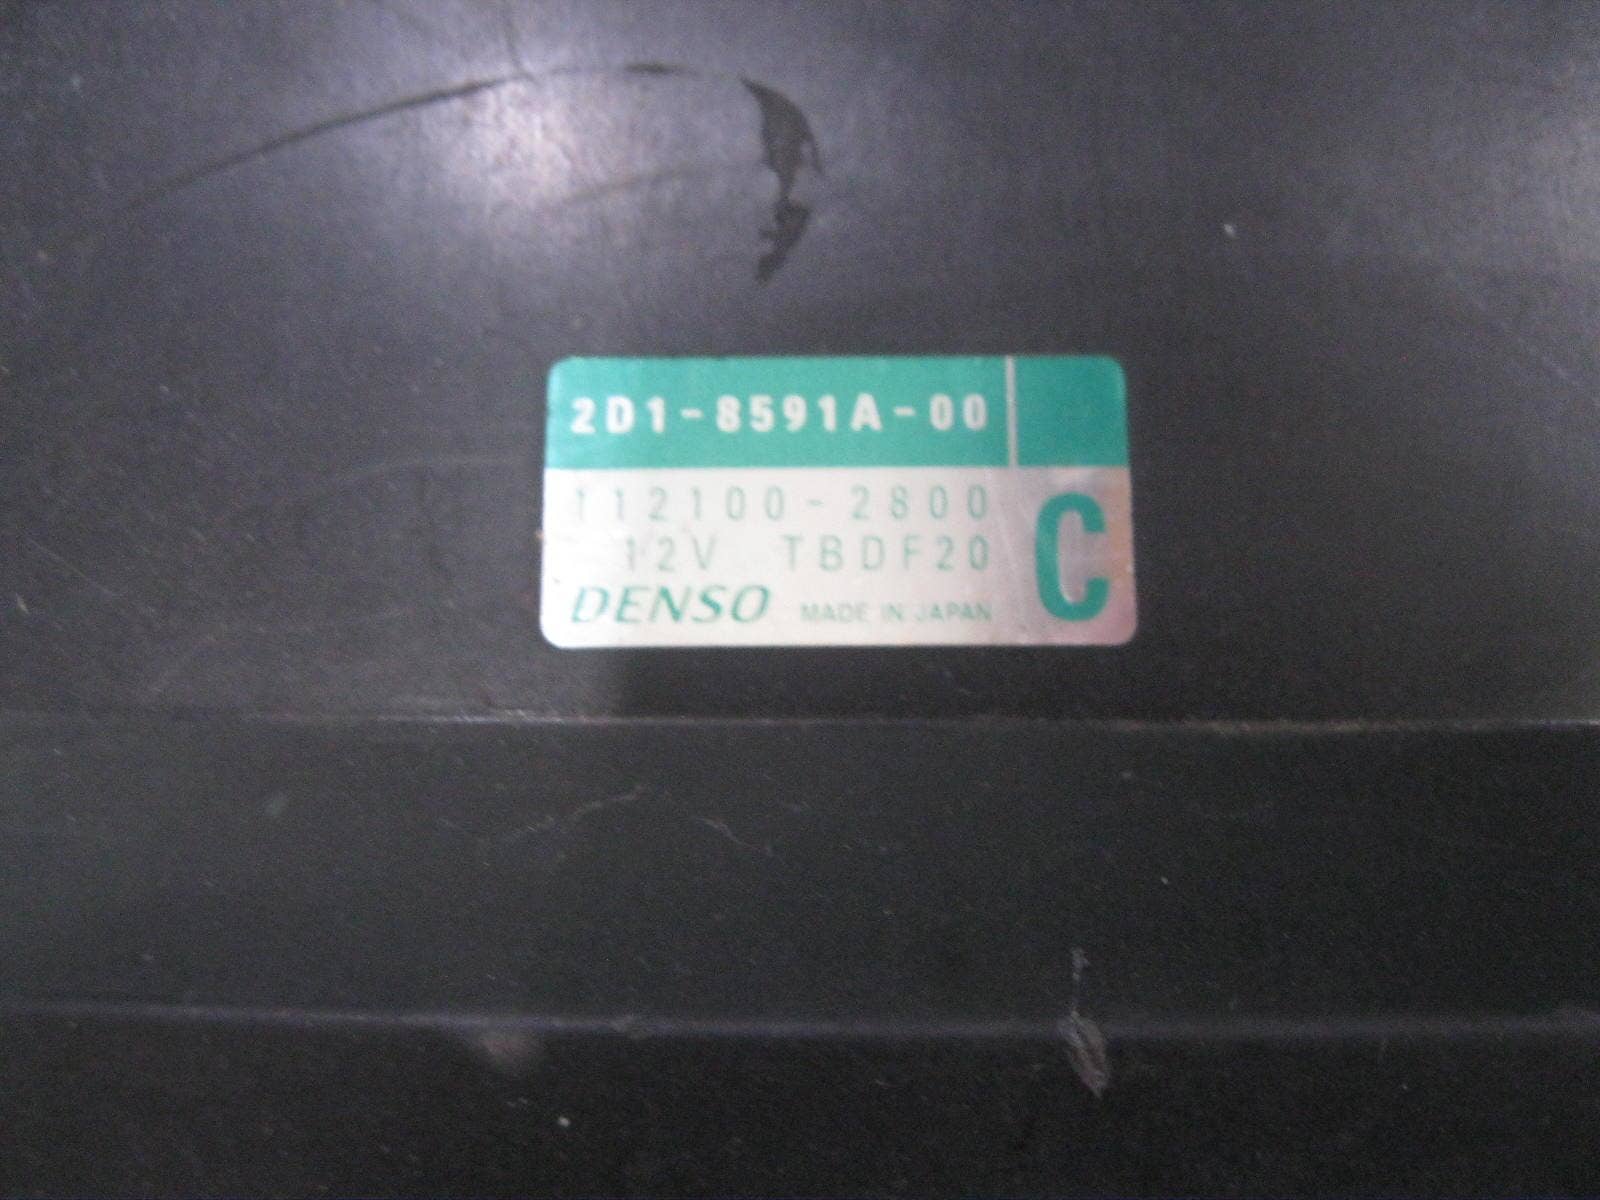 2D1-8591A-00
112100-2800
12V TBDF20
DENSO MADE IN JAPAN
C